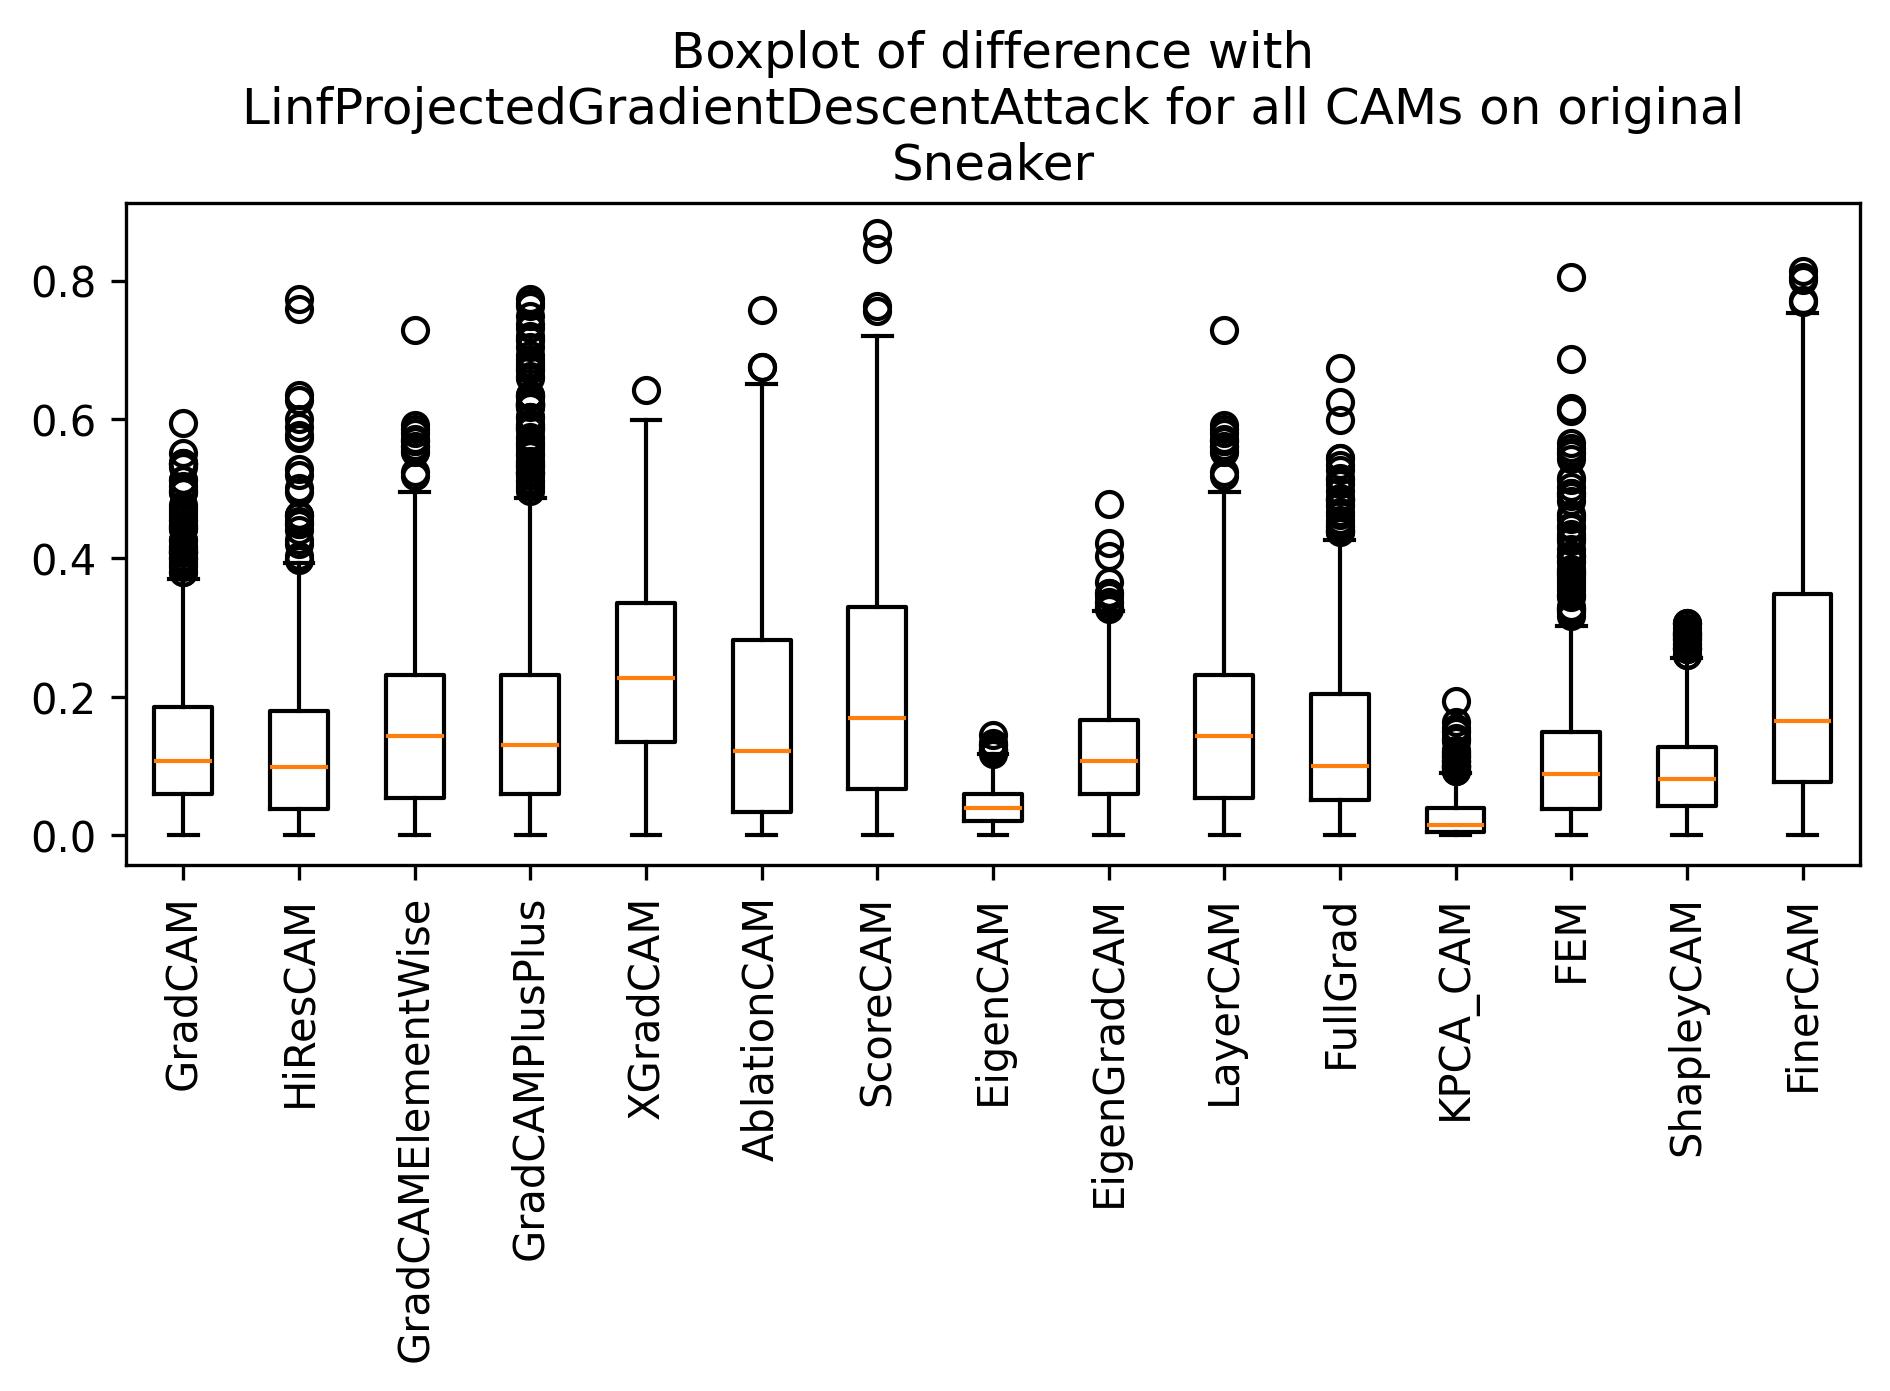 Boxplot of difference with
LinfProjectedGradientDescentAttack for all CAMs on original
Sneaker
0.8
0.6
0.4
0.2
0.0
GradCAM
HiResCAM
GradCAMElementWise
GradCAMPlusPlus
XGradCAM
AblationCAM
ScoreCAM
EigenCAM
EigenGradCAM
LayerCAM
FullGrad
KPCA_CAM
FEM
ShapleyCAM
FinerCAM